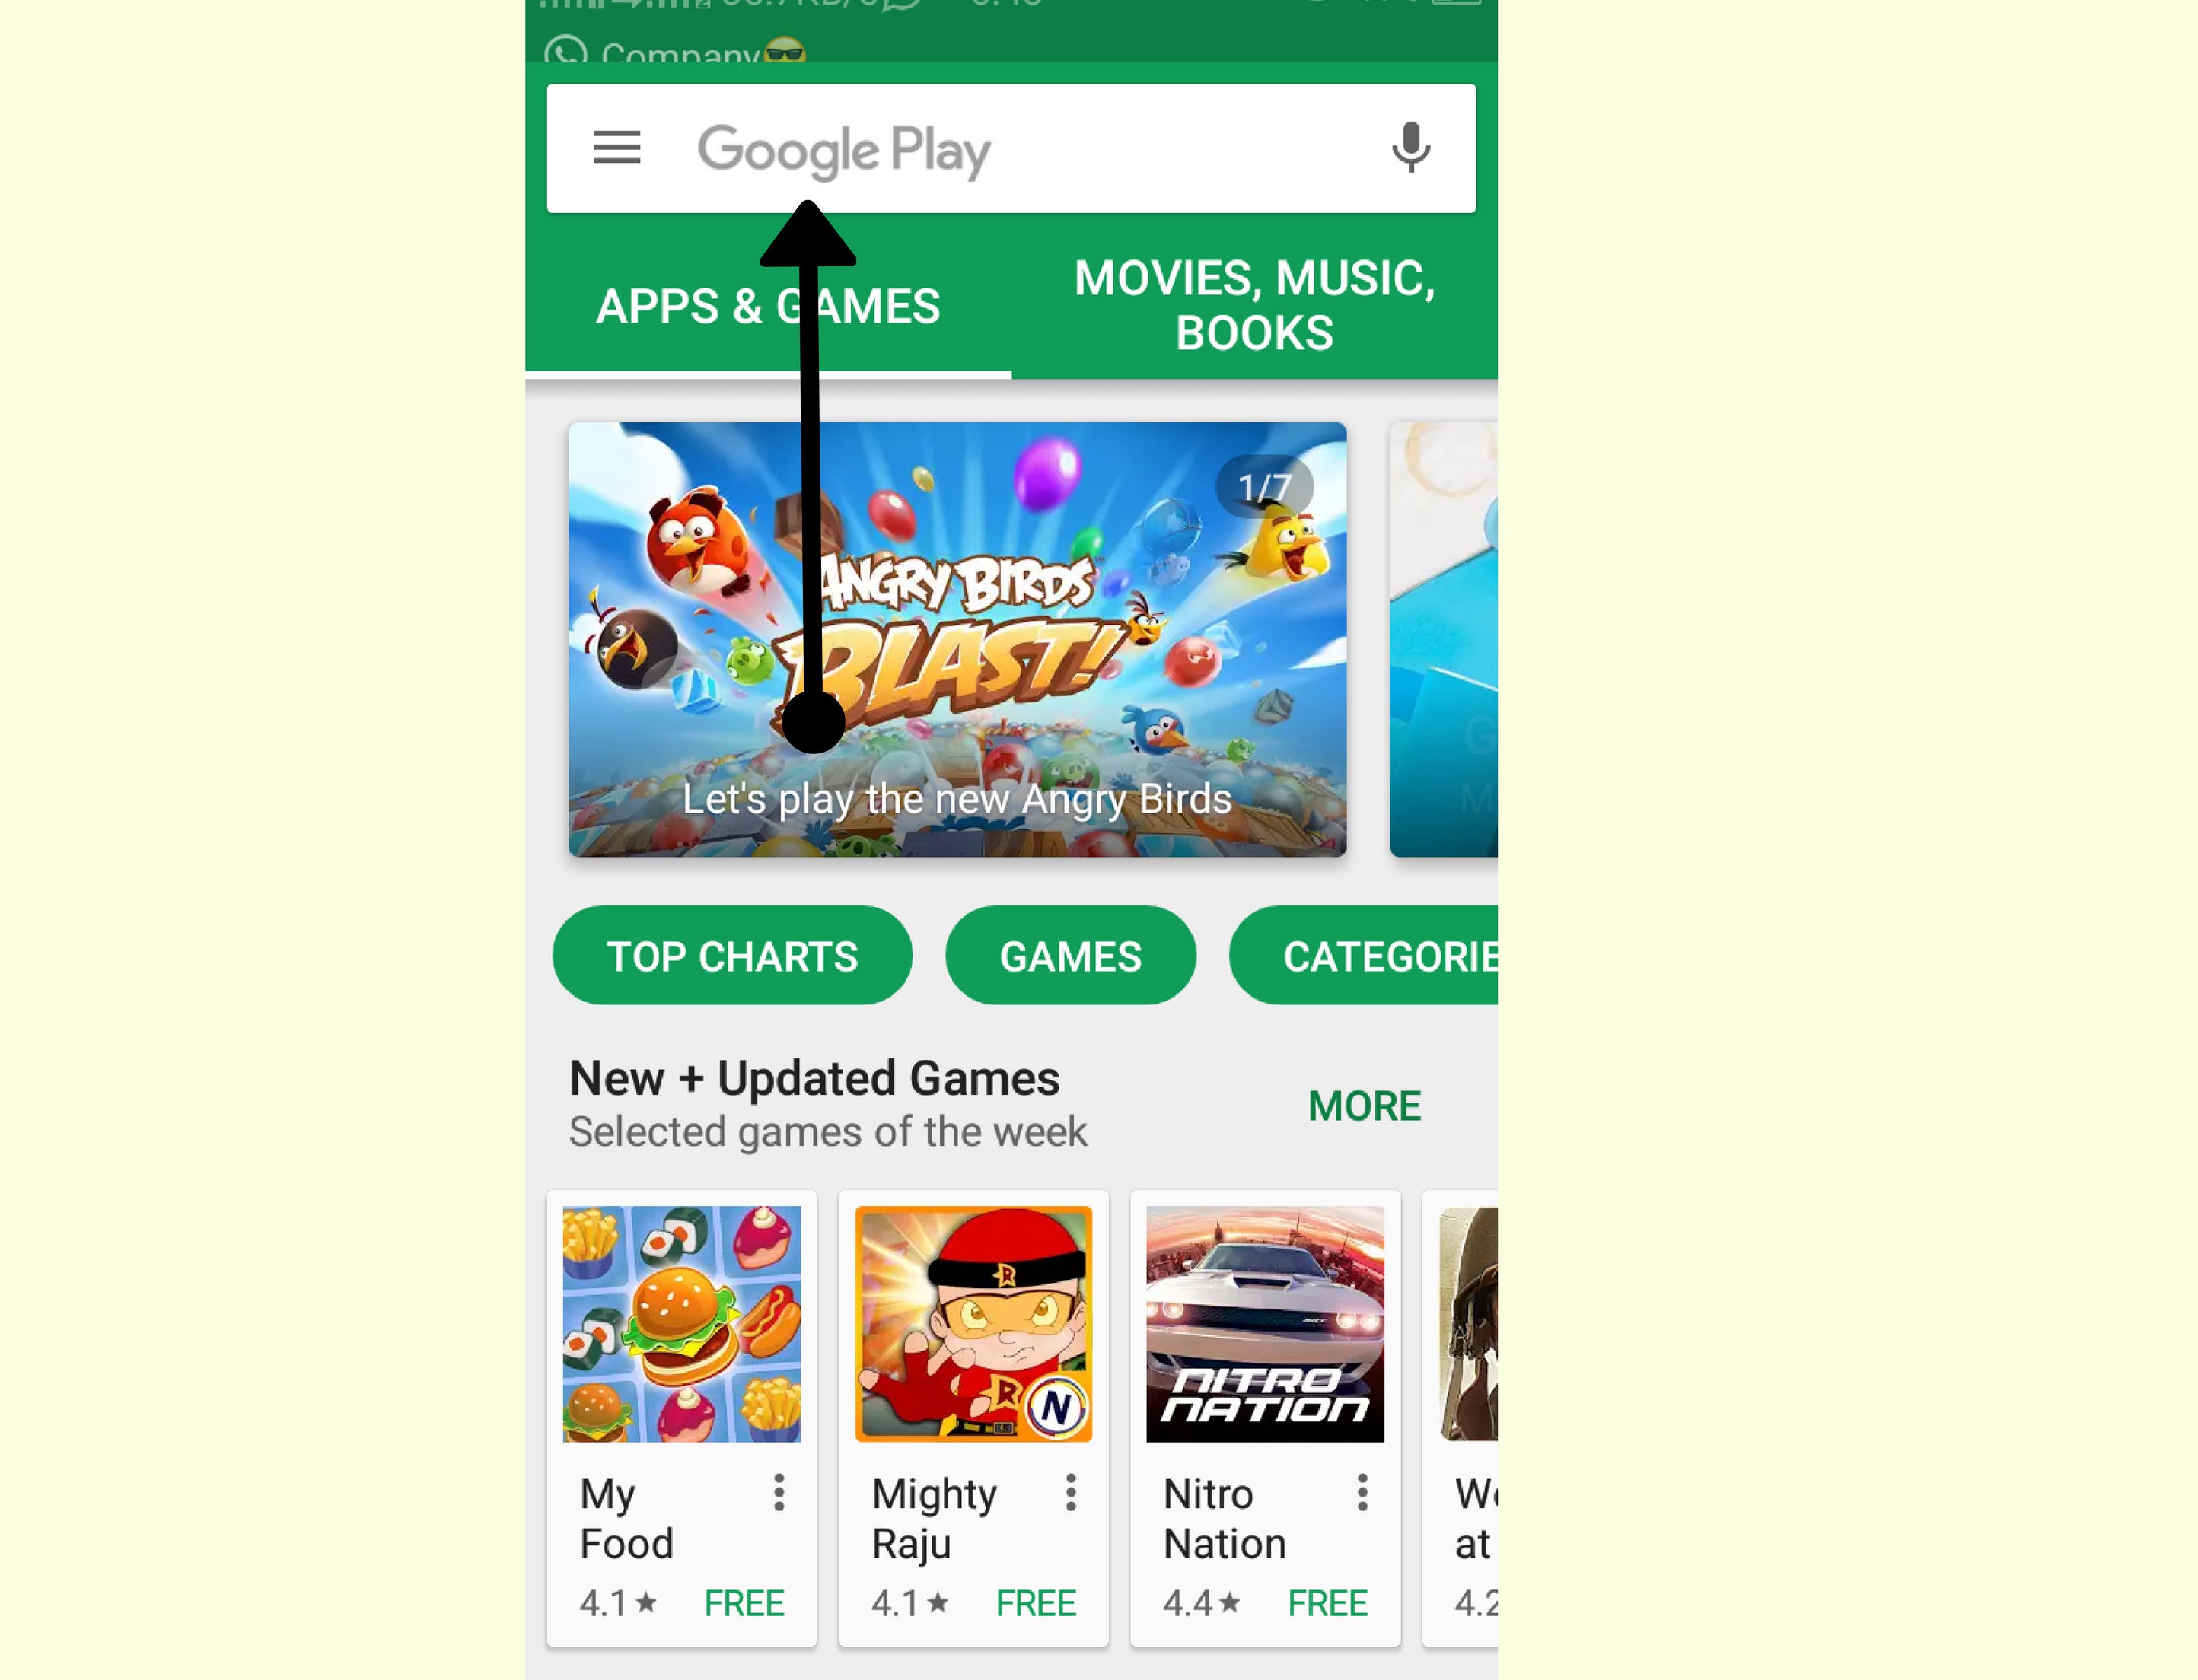 Company😎
Google Play
APPS & GAMES
MOVIES, MUSIC,
BOOKS
1/7
ANGRY BIRDS
BLAST!
Let's play the new Angry Birds
TOP CHARTS
GAMES
CATEGORIE
New + Updated Games
MORE
Selected games of the week
NITRO
NATION
My
Food
4.1★ FREE
Mighty
Raju
4.1★ FREE
Nitro
Nation
4.4★ FREE
at
4.2